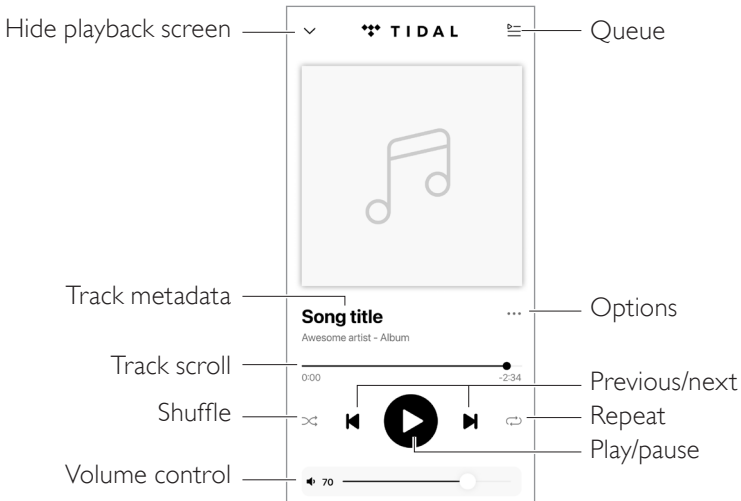 Hide playback screen
TIDAL
Queue
Track metadata
Song title
Options
Awesome artist - Album
Track scroll
0:00
-2:34
Previous/next
Shuffle
Repeat
Play/pause
Volume control
70